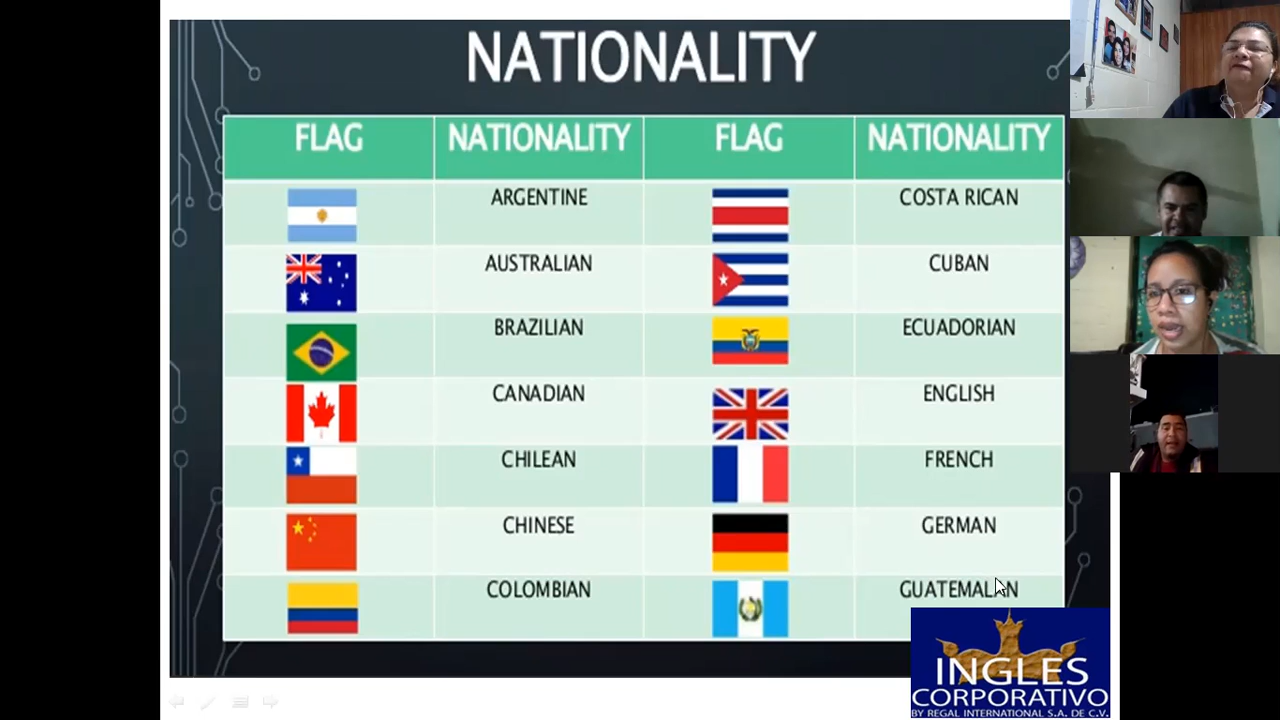 NATIONALITY
FLAG NATIONALITY FLAG NATIONALITY
ARGENTINE COSTA RICAN
AUSTRALIAN CUBAN
BRAZILIAN ECUADORIAN
CANADIAN ENGLISH
CHILEAN FRENCH
CHINESE GERMAN
COLOMBIAN GUATEMALAN
INGLES
CORPORATIVO
BY REGAL INTERNATIONAL S.A. DE C.V.